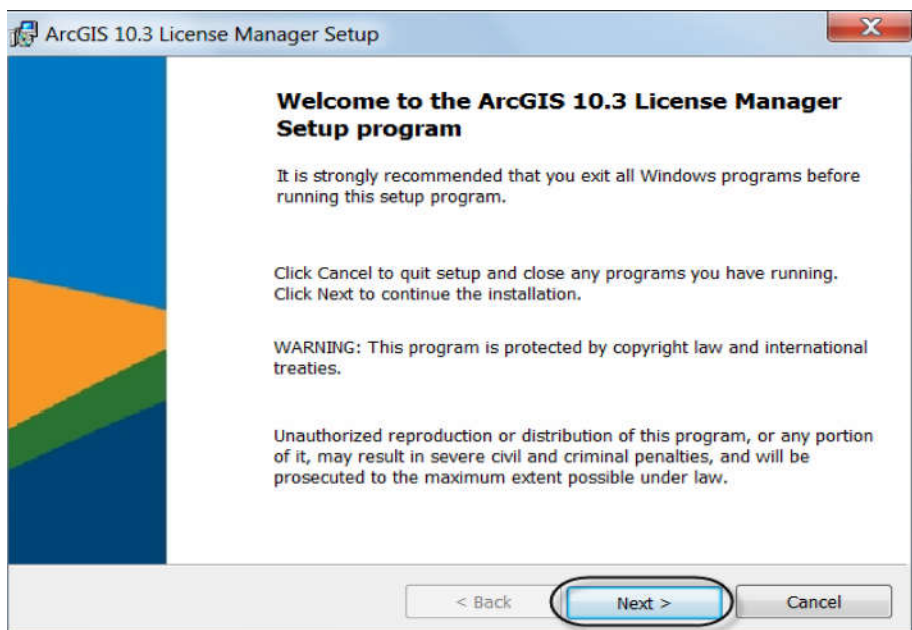 ArcGIS 10.3 License Manager Setup
Welcome to the ArcGIS 10.3 License Manager
Setup program
It is strongly recommended that you exit all Windows programs before
running this setup program.
Click Cancel to quit setup and close any programs you have running.
Click Next to continue the installation.
WARNING: This program is protected by copyright law and international
treaties.
Unauthorized reproduction or distribution of this program, or any portion
of it, may result in severe civil and criminal penalties, and will be
prosecuted to the maximum extent possible under law.
< Back Next > Cancel